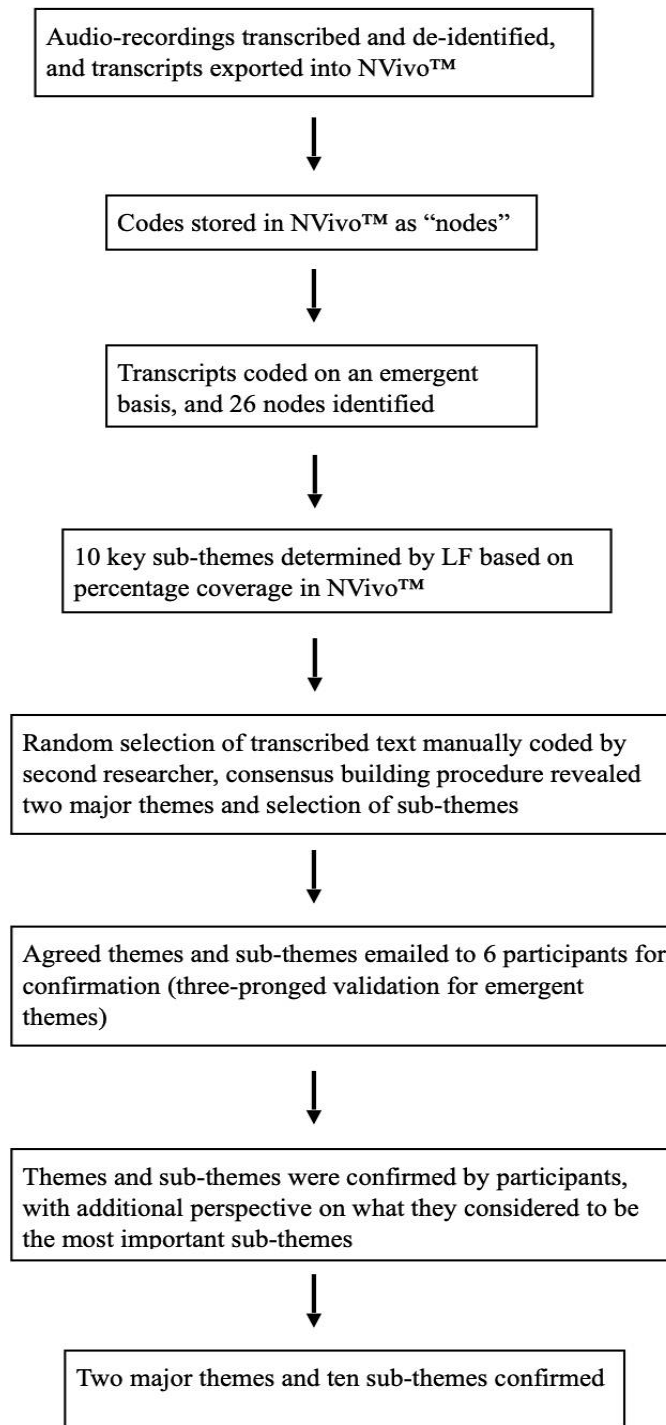 Audio-recordings transcribed and de-identified,
and transcripts exported into NVivo™
Codes stored in NVivo™ as “nodes”
Transcripts coded on an emergent
basis, and 26 nodes identified
10 key sub-themes determined by LF based on
percentage coverage in NVivo™
Random selection of transcribed text manually coded by
second researcher, consensus building procedure revealed
two major themes and selection of sub-themes
Agreed themes and sub-themes emailed to 6 participants for
confirmation (three-pronged validation for emergent
themes)
Themes and sub-themes were confirmed by participants,
with additional perspective on what they considered to be
the most important sub-themes
Two major themes and ten sub-themes confirmed